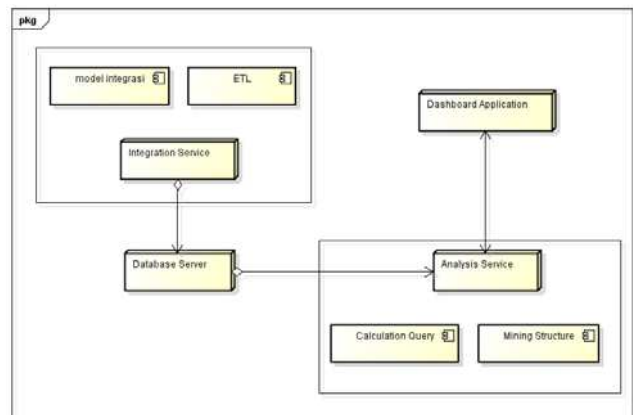 pkg
model integrasi
ETL
Integration Service
Dashboard Application
Database Server
Analysis Service
Calculation Query
Mining Structure